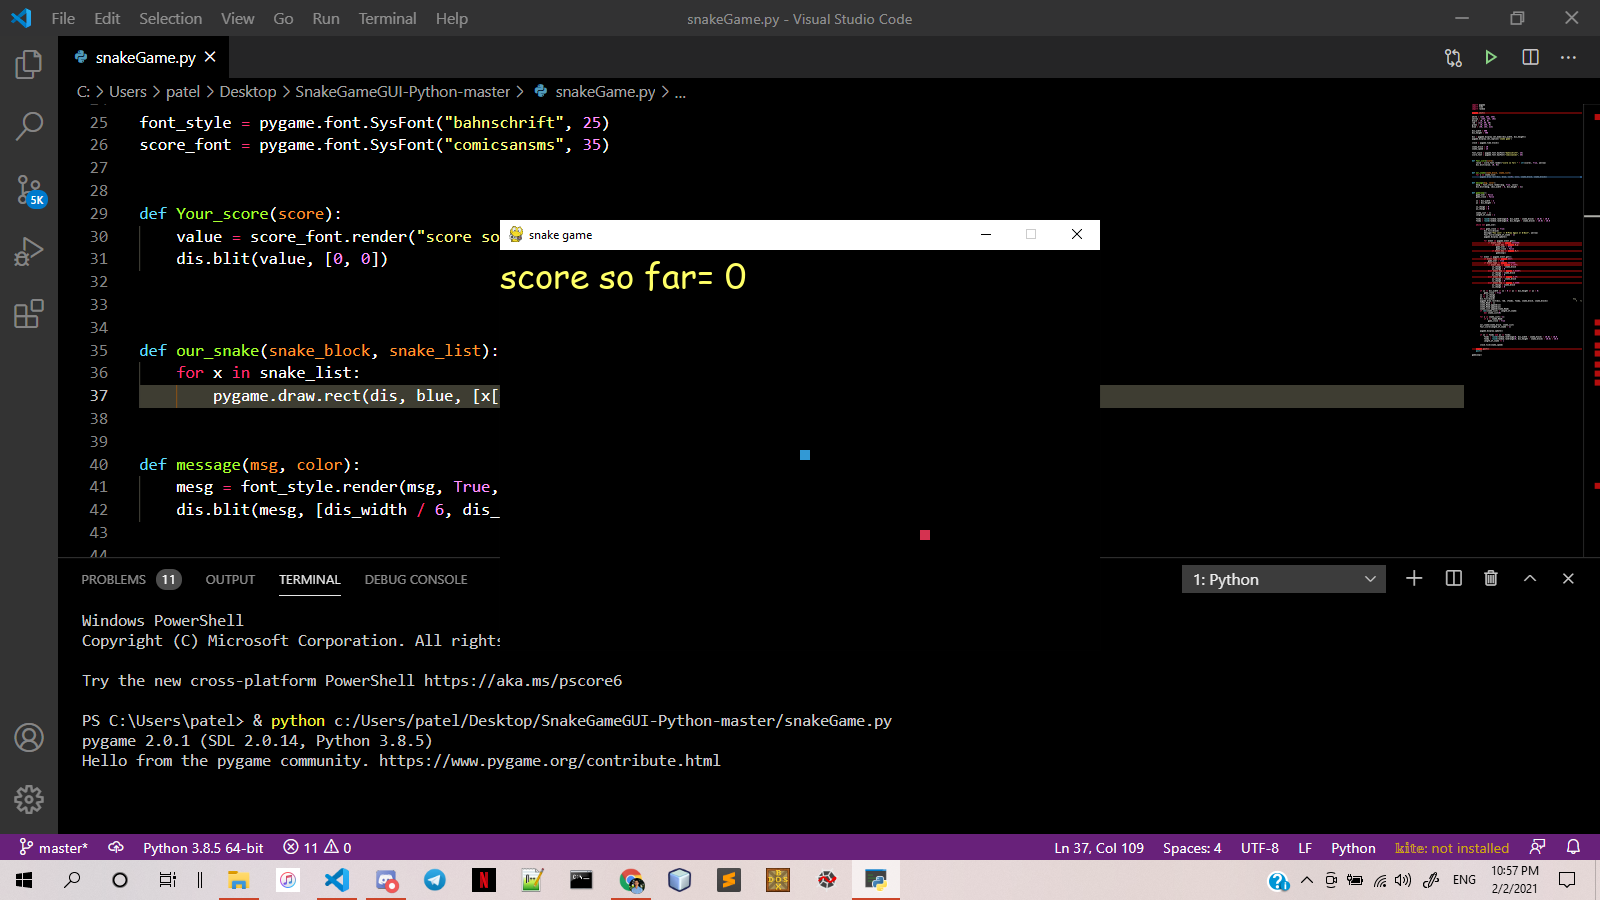 File Edit Selection View Go Run Terminal Help
snakeGame.py - Visual Studio Code
snakeGame.py
C: > Users > patel > Desktop > SnakeGameGUI-Python-master > snakeGame.py > ...
25 font_style = pygame.font.SysFont("bahnschrift", 25)
26 score_font = pygame.font.SysFont("comicsansms", 35)
27
28
29 def Your_score(score):
30 value = score_font.render("score so
31 dis.blit(value, [0, 0])
32
33
34
35 def our_snake(snake_block, snake_list):
36 for x in snake_list:
37 pygame.draw.rect(dis, blue, [x[
38
39
40 def message(msg, color):
41 mesg = font_style.render(msg, True,
42 dis.blit(mesg, [dis_width / 6, dis_
43
44
snake game
score so far= 0
5K
PROBLEMS 11 OUTPUT TERMINAL DEBUG CONSOLE
1: Python
Windows PowerShell
Copyright (C) Microsoft Corporation. All rights
Try the new cross-platform PowerShell https://aka.ms/pscore6
PS C:\Users\patel> & python c:/Users/patel/Desktop/SnakeGameGUI-Python-master/snakeGame.py
pygame 2.0.1 (SDL 2.0.14, Python 3.8.5)
Hello from the pygame community. https://www.pygame.org/contribute.html
master* Python 3.8.5 64-bit 11 0
Ln 37, Col 109 Spaces: 4 UTF-8 LF Python kite: not installed
ENG
10:57 PM
2/2/2021